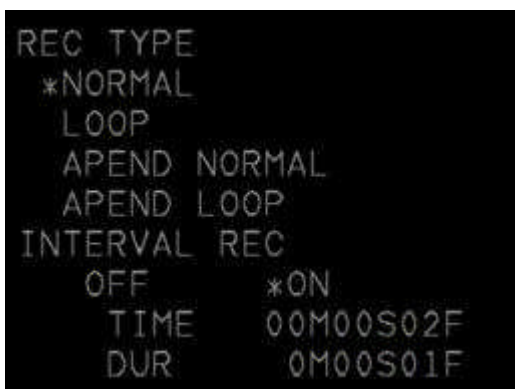 REC TYPE
*NORMAL
LOOP
APEND NORMAL
APEND LOOP
INTERVAL REC
OFF *ON
TIME 00M00S02F
DUR 0M00S01F